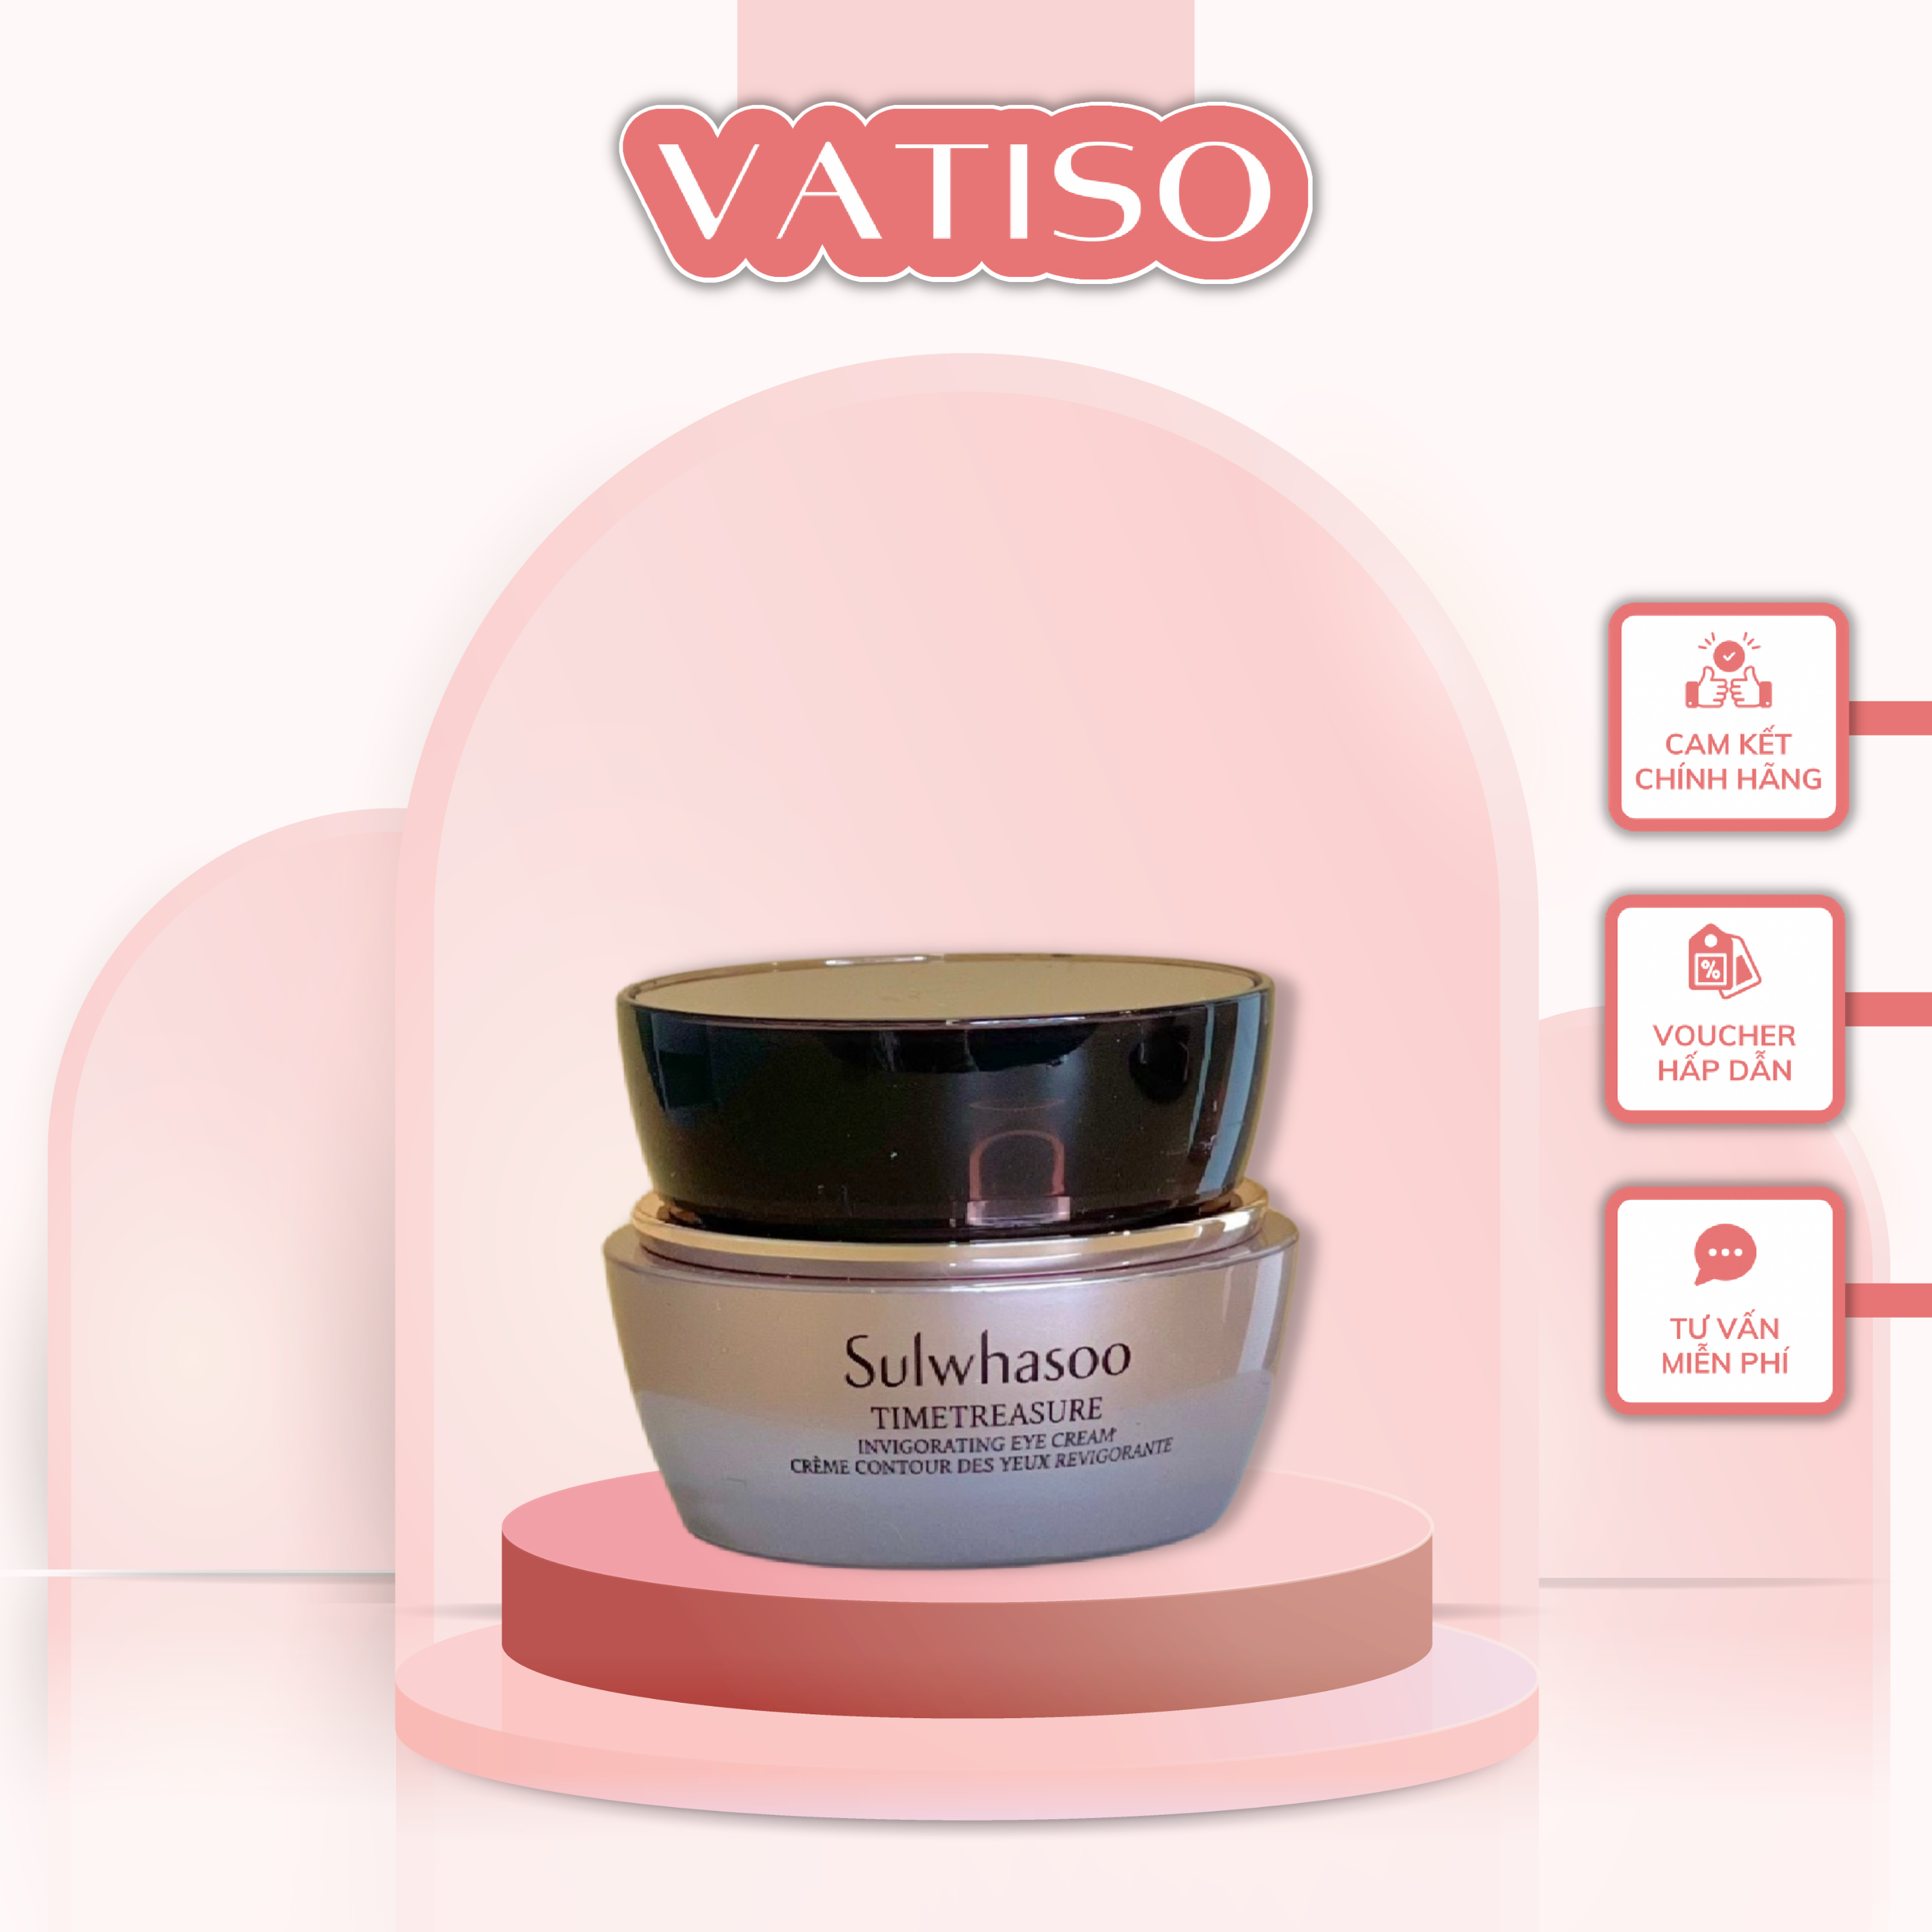 VATISO
CAM KẾT
CHÍNH HÃNG
%
VOUCHER
HẤP DẪN
TƯ VẤN
MIỄN PHÍ
Sulwhasoo
TIMETREASURE
INVIGORATING EYE CREAM
CRÈME CONTOUR DES YEUX REVIGORANTE